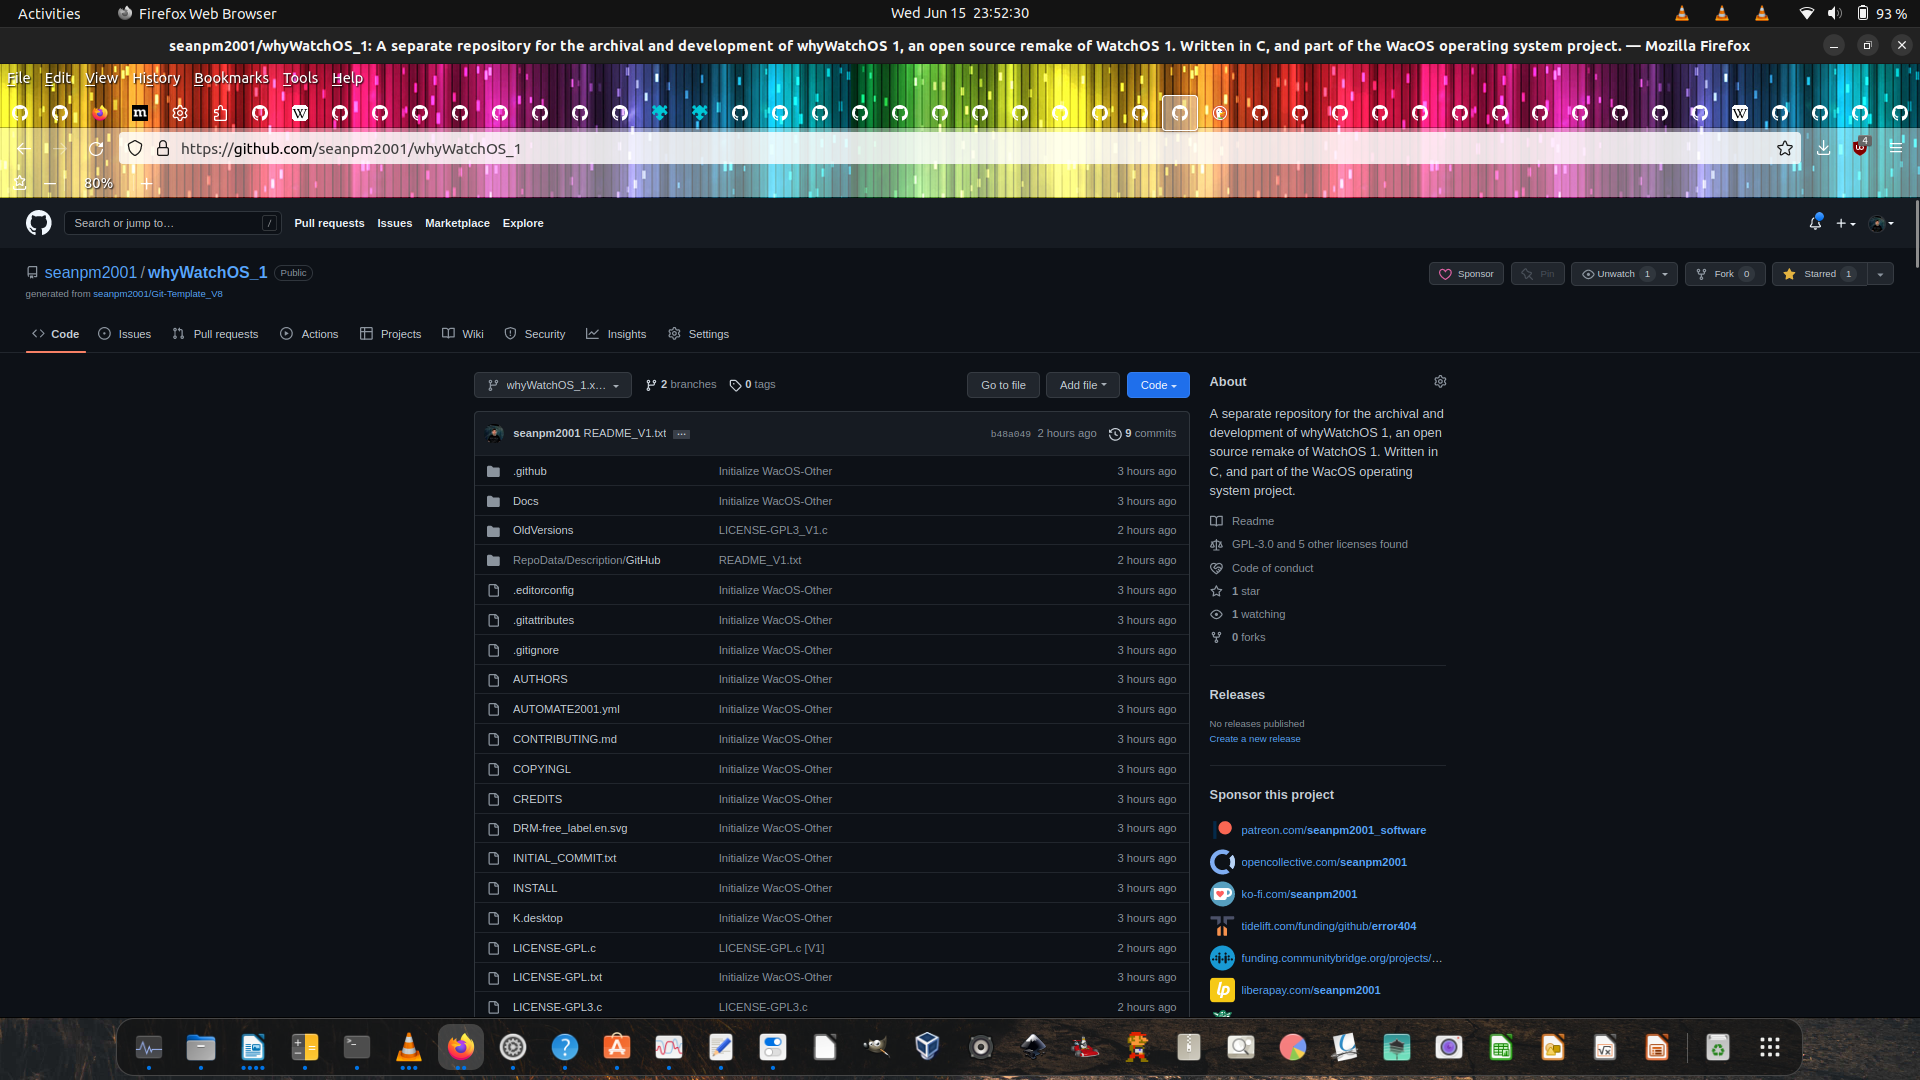 Activities
Firefox Web Browser
Wed Jun 15 23:52:30
93 %
seanpm2001/whyWatchOS_1: A separate repository for the archival and development of whyWatchOS 1, an open source remake of WatchOS 1. Written in C, and part of the WacOS operating system project. — Mozilla Firefox
File Edit View History Bookmarks Tools Help
https://github.com/seanpm2001/whyWatchOS_1
4
80%
Search or jump to…
/
Pull requests Issues Marketplace Explore
seanpm2001 / whyWatchOS_1 Public
Sponsor
Pin
Unwatch 1
Fork 0
Starred 1
generated from seanpm2001/Git-Template_V8
Code Issues Pull requests Actions Projects Wiki Security Insights Settings
whyWatchOS_1.x… 2 branches 0 tags
Go to file Add file Code
seanpm2001 README_V1.txt … b48a049 2 hours ago 9 commits
.github Initialize WacOS-Other 3 hours ago
Docs Initialize WacOS-Other 3 hours ago
OldVersions LICENSE-GPL3_V1.c 2 hours ago
RepoData/Description/GitHub README_V1.txt 2 hours ago
.editorconfig Initialize WacOS-Other 3 hours ago
.gitattributes Initialize WacOS-Other 3 hours ago
.gitignore Initialize WacOS-Other 3 hours ago
AUTHORS Initialize WacOS-Other 3 hours ago
AUTOMATE2001.yml Initialize WacOS-Other 3 hours ago
CONTRIBUTING.md Initialize WacOS-Other 3 hours ago
COPYINGL Initialize WacOS-Other 3 hours ago
CREDITS Initialize WacOS-Other 3 hours ago
DRM-free_label.en.svg Initialize WacOS-Other 3 hours ago
INITIAL_COMMIT.txt Initialize WacOS-Other 3 hours ago
INSTALL Initialize WacOS-Other 3 hours ago
K.desktop Initialize WacOS-Other 3 hours ago
LICENSE-GPL.c LICENSE-GPL.c [V1] 2 hours ago
LICENSE-GPL.txt Initialize WacOS-Other 3 hours ago
LICENSE-GPL3.c LICENSE-GPL3.c 2 hours ago
About
A separate repository for the archival and
development of whyWatchOS 1, an open
source remake of WatchOS 1. Written in
C, and part of the WacOS operating
system project.
Readme
GPL-3.0 and 5 other licenses found
Code of conduct
1 star
1 watching
0 forks
Releases
No releases published
Create a new release
Sponsor this project
patreon.com/seanpm2001_software
opencollective.com/seanpm2001
ko-fi.com/seanpm2001
tidelift.com/funding/github/error404
funding.communitybridge.org/projects/…
liberapay.com/seanpm2001